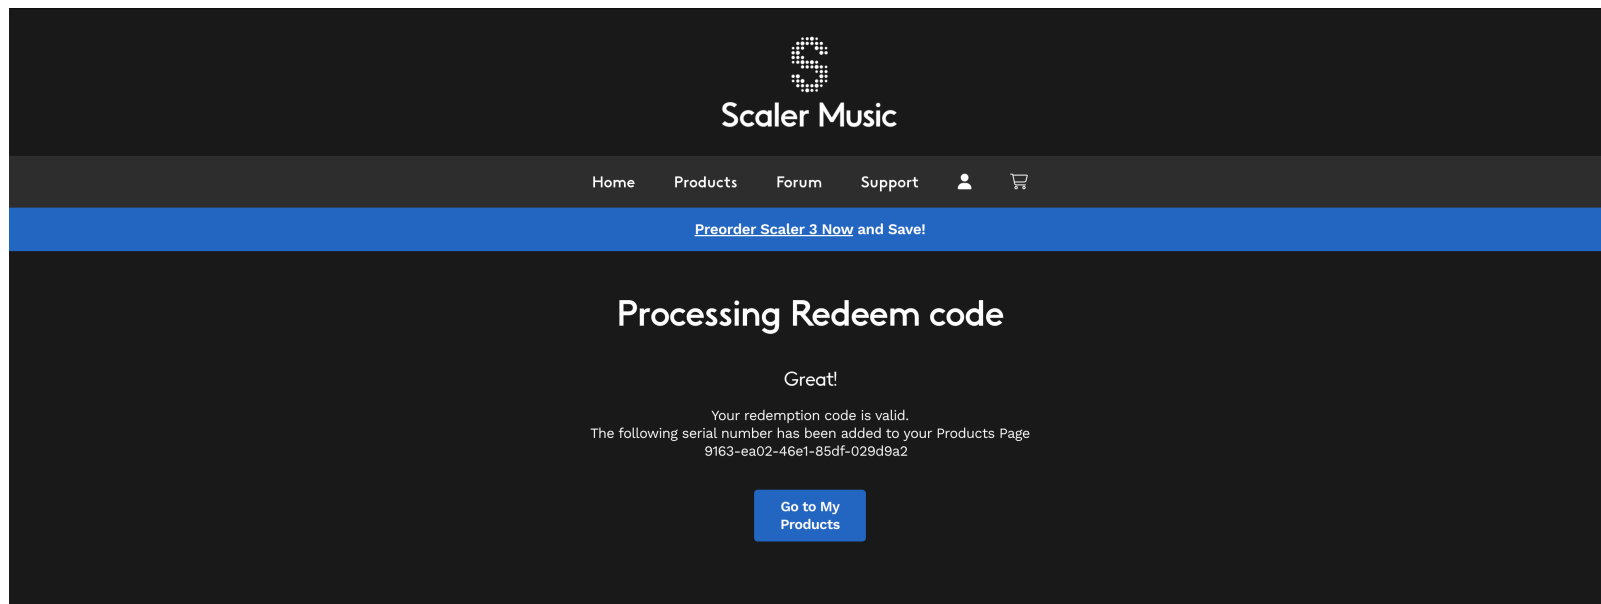 S
Scaler Music
Home Products Forum Support
Preorder Scaler 3 Now and Save!
Processing Redeem code
Great!
Your redemption code is valid.
The following serial number has been added to your Products Page
9163-ea02-46e1-85df-029d9a2
Go to My
Products